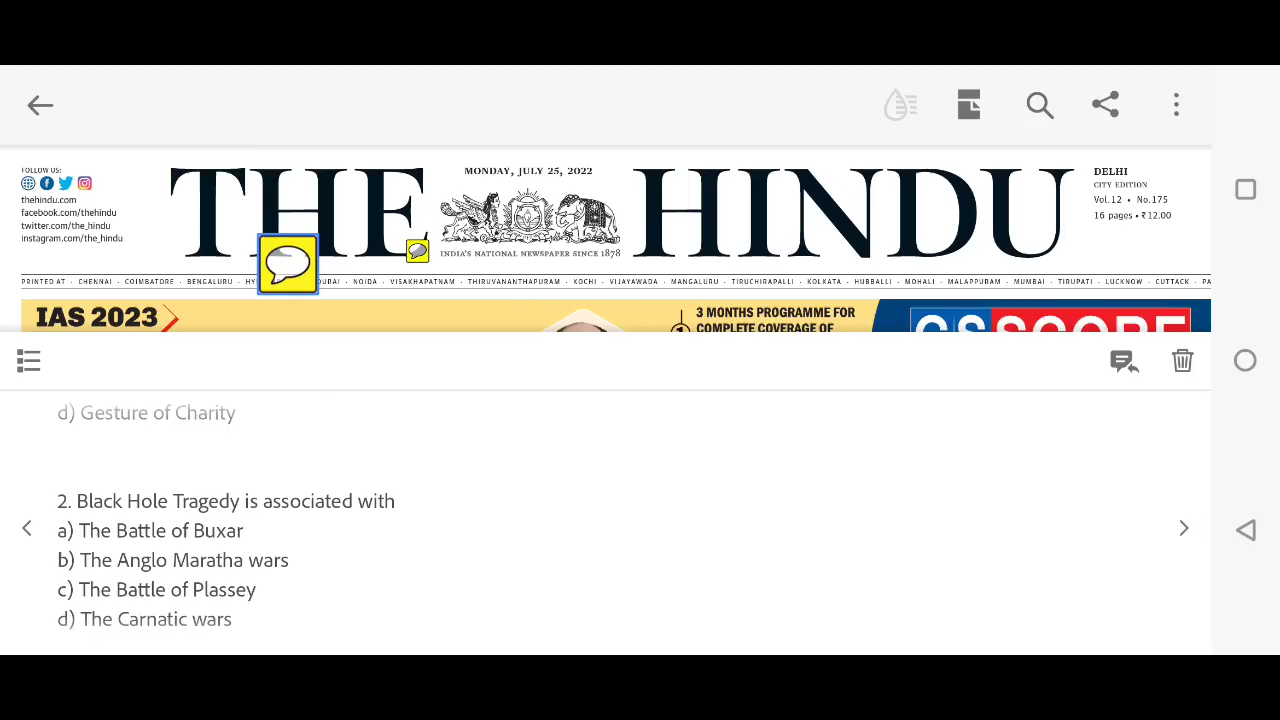 FOLLOW US:
thehindu.com
facebook.com/thehindu
twitter.com/the_hindu
instagram.com/the_hindu
THE HINDU
MONDAY, JULY 25, 2022
INDIA'S NATIONAL NEWSPAPER SINCE 1878
DELHI
CITY EDITION
Vol.12 • No.175
16 pages • ₹12.00
PRINTED AT · CHENNAI · COIMBATORE · BENGALURU · · NOIDA · VISAKHAPATNAM · THIRUVANANTHAPURAM · KOCHI · VIJAYAWADA · MANGALURU · TIRUCHIRAPALLI · KOLKATA · HUBBALLI · MOHALI · MALAPPURAM · MUMBAI · TIRUPATI · LUCKNOW · CUTTACK ·
IAS 2023
3 MONTHS PROGRAMME FOR
COMPLETE COVERAGE OF
GS SCORE
d) Gesture of Charity
2. Black Hole Tragedy is associated with
a) The Battle of Buxar
b) The Anglo Maratha wars
c) The Battle of Plassey
d) The Carnatic wars